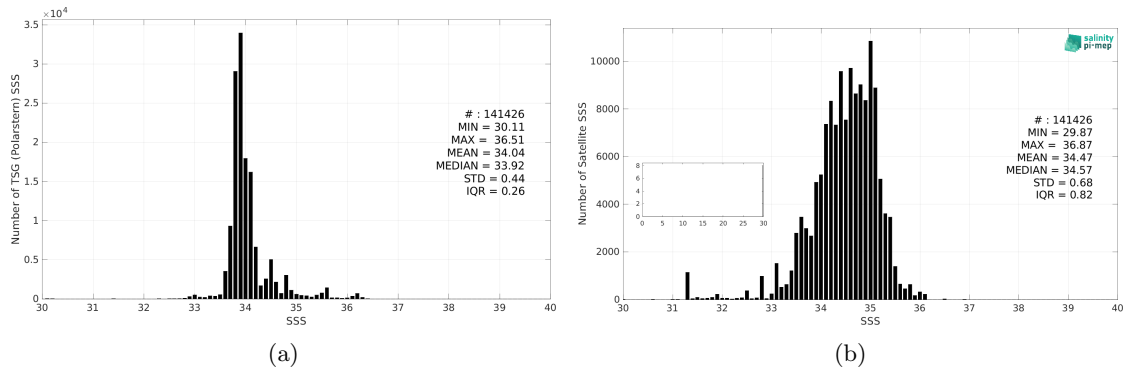 ×10⁴
3.5
3
2.5
2
1.5
1
0.5
0
Number of TSG (Polarstern) SSS
# : 141426
MIN = 30.11
MAX = 36.51
MEAN = 34.04
MEDIAN = 33.92
STD = 0.44
IQR = 0.26
30 31 32 33 34 35 36 37 38 39 40
SSS
(a)
salinity
pi-mep
10000
8000
6000
4000
2000
0
Number of Satellite SSS
# : 141426
MIN = 29.87
MAX = 36.87
MEAN = 34.47
MEDIAN = 34.57
STD = 0.68
IQR = 0.82
8
6
4
2
0
0 5 10 15 20 25 30
30 31 32 33 34 35 36 37 38 39 40
SSS
(b)